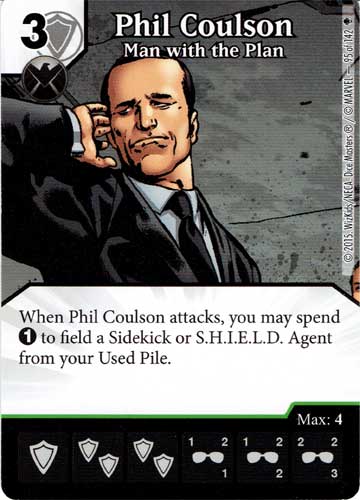 3
Phil Coulson
Man with the Plan
95 of 142
© 2015 WizKids/NECA. Dice Masters ® / © MARVEL
When Phil Coulson attacks, you may spend
1 to field a Sidekick or S.H.I.E.L.D. Agent
from your Used Pile.
Max: 4
1 2
1
1 2
2
2 2
3